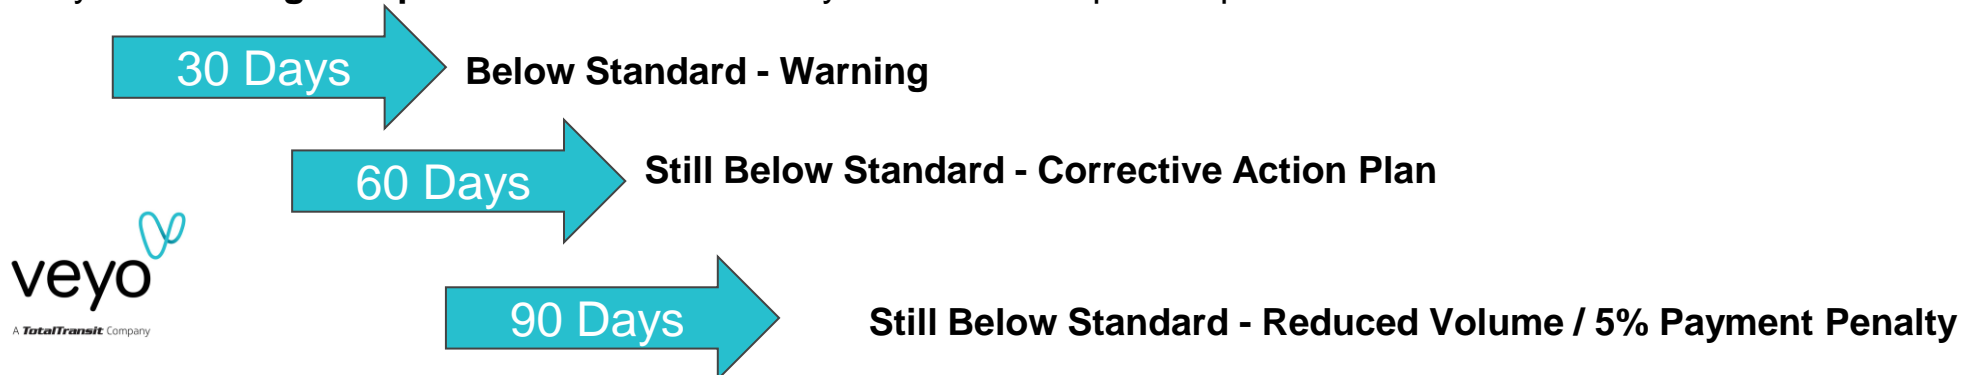 30 Days
Below Standard - Warning
60 Days
Still Below Standard - Corrective Action Plan
veyo
A TotalTransit Company
90 Days
Still Below Standard - Reduced Volume / 5% Payment Penalty